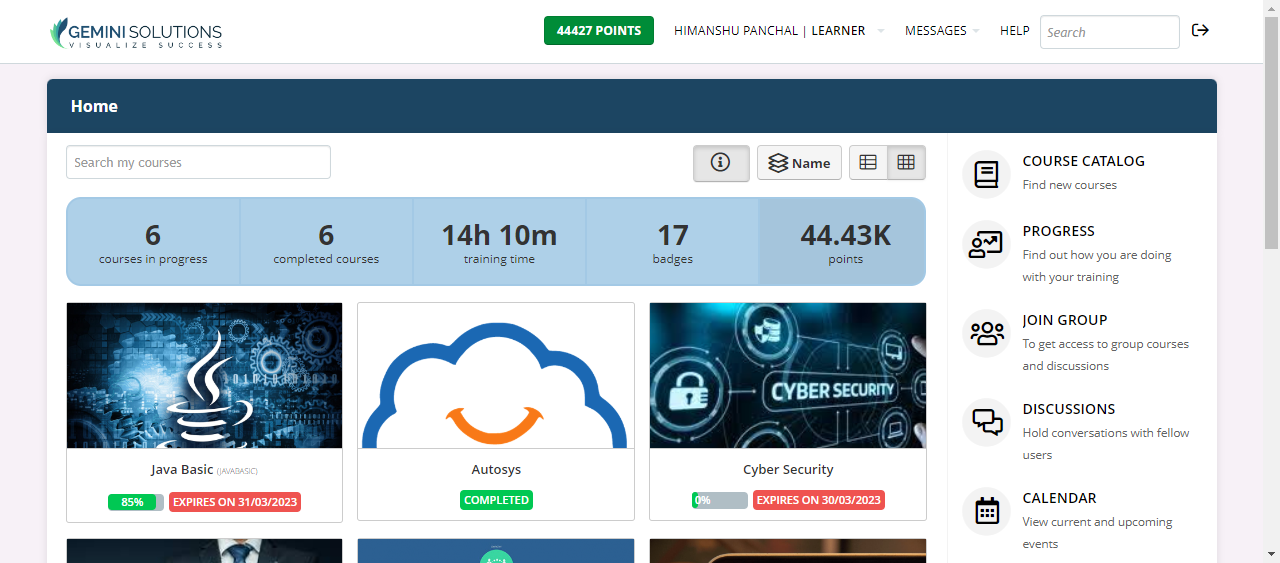 GEMINI SOLUTIONS
VISUALIZE SUCCESS
44427 POINTS
HIMANSHU PANCHAL | LEARNER
MESSAGES
HELP
Search
Home
Search my courses
Name
6
courses in progress
6
completed courses
14h 10m
training time
17
badges
44.43K
points
COURSE CATALOG
Find new courses
PROGRESS
Find out how you are doing
with your training
JOIN GROUP
To get access to group courses
and discussions
DISCUSSIONS
Hold conversations with fellow
users
CALENDAR
View current and upcoming
events
CYBER SECURITY
Java Basic (JAVABASIC)
85%
EXPIRES ON 31/03/2023
Autosys
COMPLETED
Cyber Security
0%
EXPIRES ON 30/03/2023